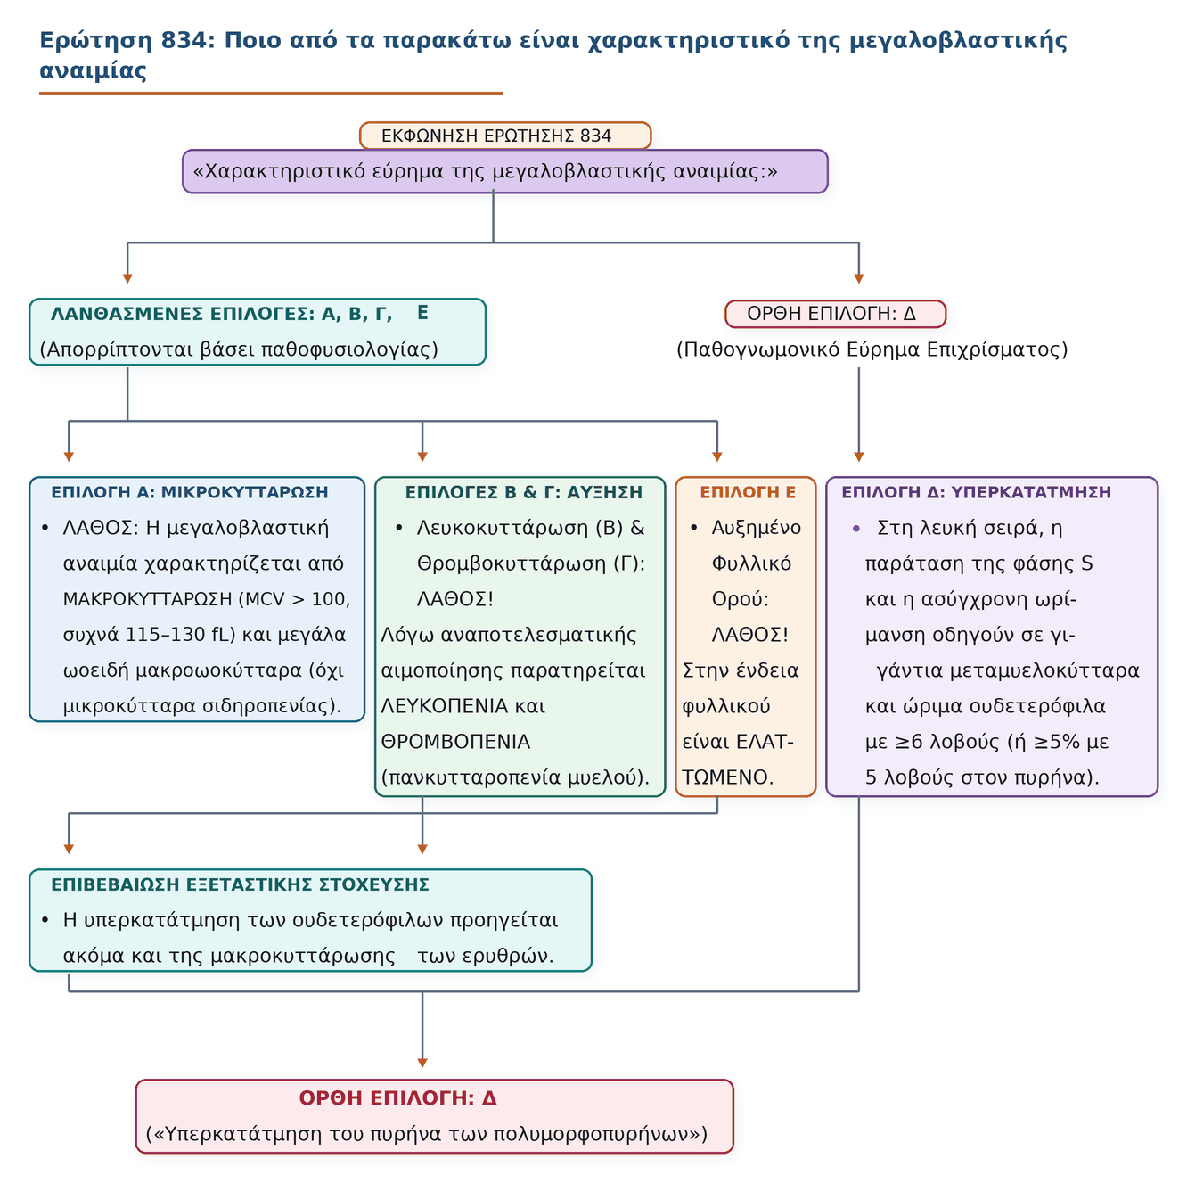 Ερώτηση 834: Ποιο από τα παρακάτω είναι χαρακτηριστικό της μεγαλοβλαστικής
αναιμίας
ΕΚΦΩΝΗΣΗ ΕΡΩΤΗΣΗΣ 834
«Χαρακτηριστικό εύρημα της μεγαλοβλαστικής αναιμίας:»
ΛΑΝΘΑΣΜΕΝΕΣ ΕΠΙΛΟΓΕΣ: Α, Β, Γ, Ε
(Απορρίπτονται βάσει παθοφυσιολογίας)
ΟΡΘΗ ΕΠΙΛΟΓΗ: Δ
(Παθογνωμονικό Εύρημα Επιχρίσματος)
ΕΠΙΛΟΓΗ Α: ΜΙΚΡΟΚΥΤΤΑΡΩΣΗ
• ΛΑΘΟΣ: Η μεγαλοβλαστική
αναιμία χαρακτηρίζεται από
ΜΑΚΡΟΚΥΤΤΑΡΩΣΗ (MCV > 100,
συχνά 115–130 fL) και μεγάλα
ωοειδή μακροωοκύτταρα (όχι
μικροκύτταρα σιδηροπενίας).
ΕΠΙΛΟΓΕΣ Β & Γ: ΑΥΞΗΣΗ
• Λευκοκυττάρωση (Β) &
Θρομβοκυττάρωση (Γ):
ΛΑΘΟΣ!
Λόγω αναποτελεσματικής
αιμοποίησης παρατηρείται
ΛΕΥΚΟΠΕΝΙΑ και
ΘΡΟΜΒΟΠΕΝΙΑ
(πανκυτταροπενία μυελού).
ΕΠΙΛΟΓΗ Ε
• Αυξημένο
Φυλλικό
Ορού:
ΛΑΘΟΣ!
Στην ένδεια
φυλλικού
είναι ΕΛΑΤ-
ΤΩΜΕΝΟ.
ΕΠΙΛΟΓΗ Δ: ΥΠΕΡΚΑΤΑΤΜΗΣΗ
• Στη λευκή σειρά, η
παράταση της φάσης S
και η ασύγχρονη ωρί-
μανση οδηγούν σε γι-
γάντια μεταμυελοκύτταρα
και ώριμα ουδετερόφιλα
με ≥6 λοβούς (ή ≥5% με
5 λοβούς στον πυρήνα).
ΕΠΙΒΕΒΑΙΩΣΗ ΕΞΕΤΑΣΤΙΚΗΣ ΣΤΟΧΕΥΣΗΣ
• Η υπερκατάτμηση των ουδετερόφιλων προηγείται
ακόμα και της μακροκυττάρωσης των ερυθρών.
ΟΡΘΗ ΕΠΙΛΟΓΗ: Δ
(«Υπερκατάτμηση του πυρήνα των πολυμορφοπυρήνων»)